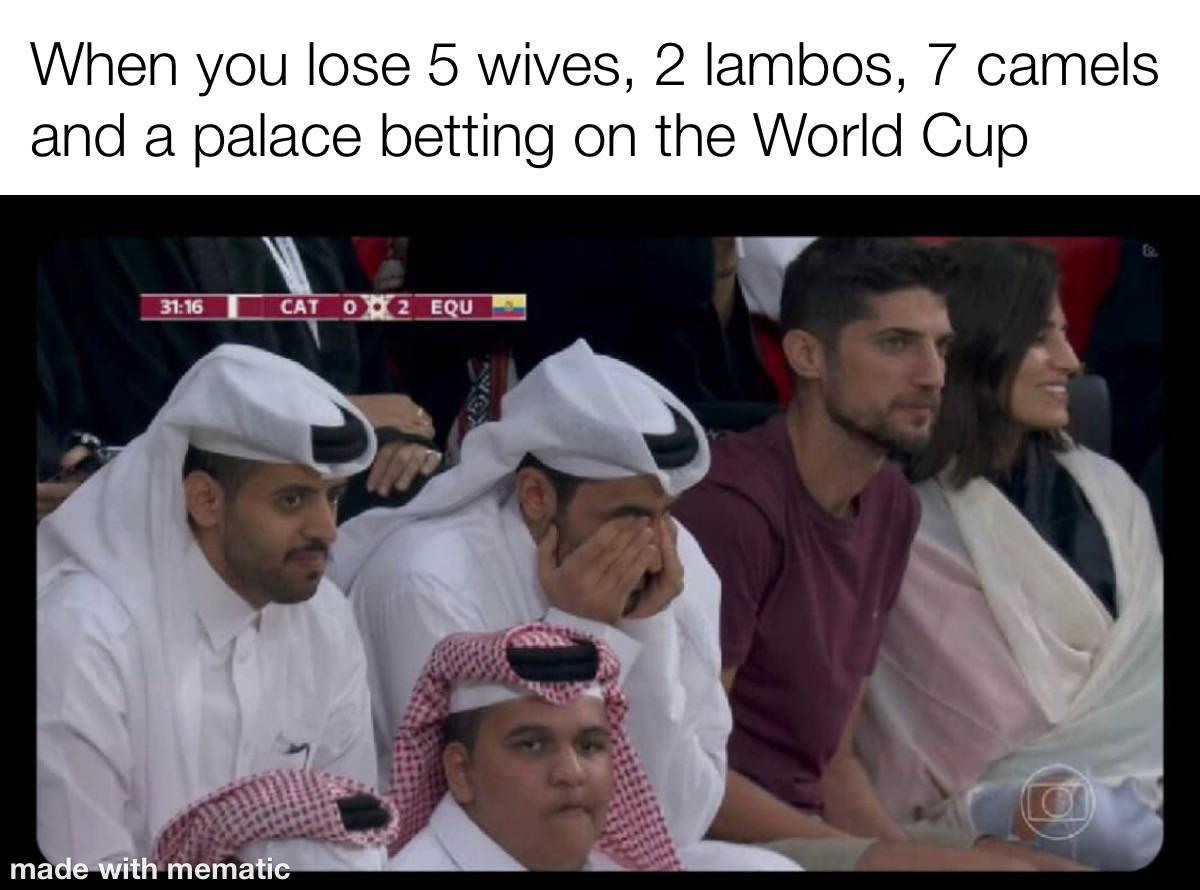 When you lose 5 wives, 2 lambos, 7 camels
and a palace betting on the World Cup
31:16 CAT 0 2 EQU
made with mematic